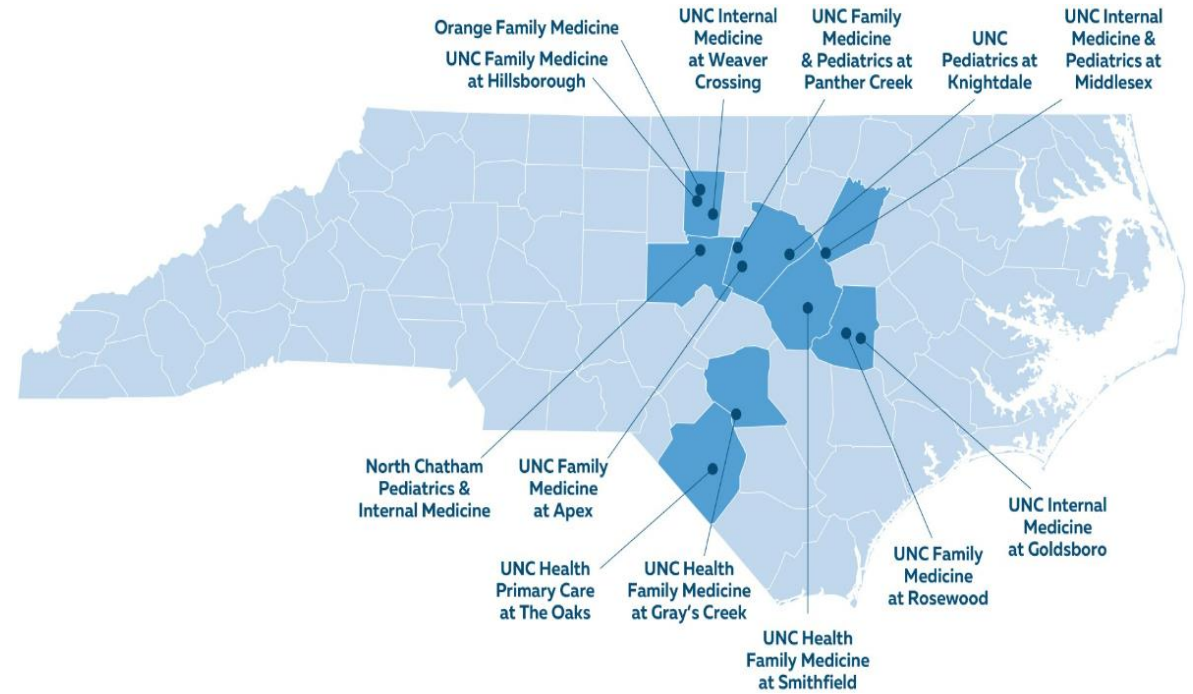 Orange Family Medicine
UNC Family Medicine
at Hillsborough
UNC Internal
Medicine
at Weaver
Crossing
UNC Family
Medicine
& Pediatrics at
Panther Creek
UNC
Pediatrics at
Knightdale
UNC Internal
Medicine &
Pediatrics at
Middlesex
North Chatham
Pediatrics &
Internal Medicine
UNC Family
Medicine
at Apex
UNC Health
Primary Care
at The Oaks
UNC Health
Family Medicine
at Gray's Creek
UNC Health
Family Medicine
at Smithfield
UNC Family
Medicine
at Rosewood
UNC Internal
Medicine
at Goldsboro